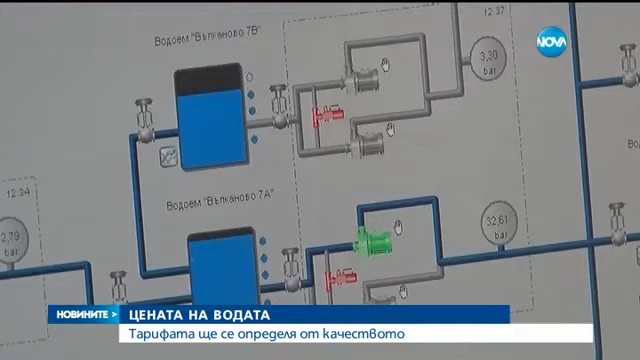 12:37
Водоем "Вълканово 7В"
3,30
bar
NOVA
12:34
Водоем "Вълканово 7А"
2,79
bar
32,61
bar
Во
НОВИНИТЕ
ЦЕНАТА НА ВОДАТА
Тарифата ще се определя от качеството